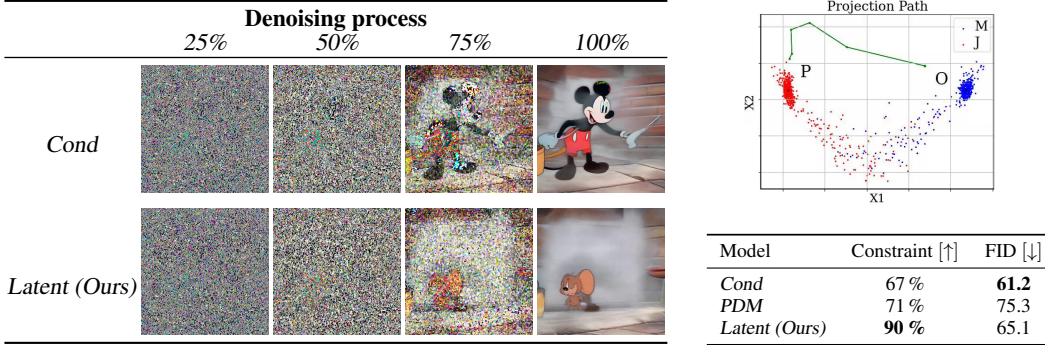 Denoising process
25% 50% 75% 100%
Cond
Latent (Ours)
Projection Path
M
J
P
O
X2
X1
Model Constraint [↑] FID [↓]
Cond 67 % 61.2
PDM 71 % 75.3
Latent (Ours) 90 % 65.1